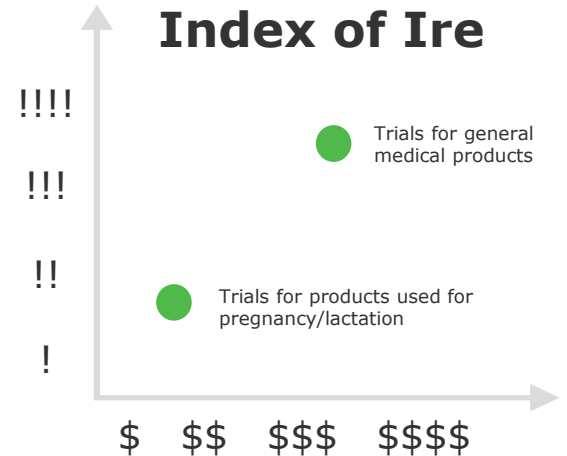 Index of Ire
!!!!
Trials for general
medical products
!!!
!!
Trials for products used for
pregnancy/lactation
!
$ $$ $$$ $$$$